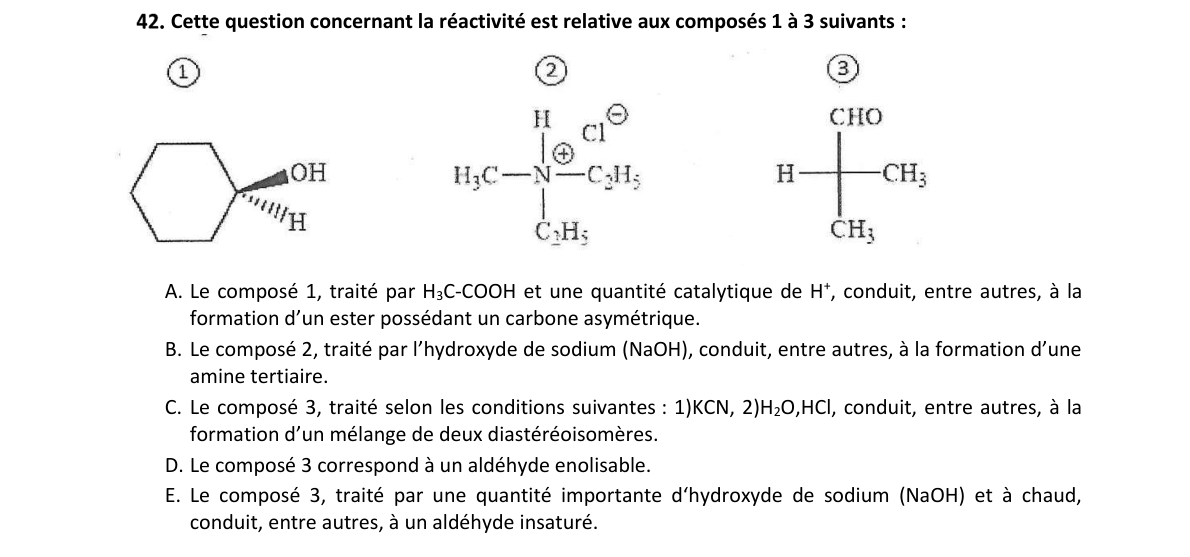 42. Cette question concernant la réactivité est relative aux composés 1 à 3 suivants :
1 2 3
H Cl⊖ CHO
OH H₃C—N⊕—C₂H₅ H CH₃
H C₂H₅ CH₃
A. Le composé 1, traité par H₃C-COOH et une quantité catalytique de H⁺, conduit, entre autres, à la
formation d’un ester possédant un carbone asymétrique.
B. Le composé 2, traité par l’hydroxyde de sodium (NaOH), conduit, entre autres, à la formation d’une
amine tertiaire.
C. Le composé 3, traité selon les conditions suivantes : 1)KCN, 2)H₂O,HCl, conduit, entre autres, à la
formation d’un mélange de deux diastéréoisomères.
D. Le composé 3 correspond à un aldéhyde enolisable.
E. Le composé 3, traité par une quantité importante d‘hydroxyde de sodium (NaOH) et à chaud,
conduit, entre autres, à un aldéhyde insaturé.